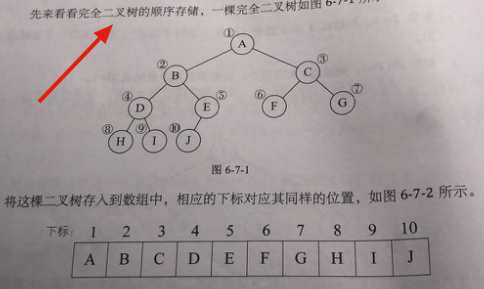 先来看看完全二叉树的顺序存储，一棵完全二叉树如图6-7-1所示
① A
② B ③ C
④ D ⑤ E ⑥ F ⑦ G
⑧ H ⑨ I ⑩ J
图 6-7-1
将这棵二叉树存入到数组中，相应的下标对应其同样的位置，如图 6-7-2 所示。
下标： 1 2 3 4 5 6 7 8 9 10
A B C D E F G H I J